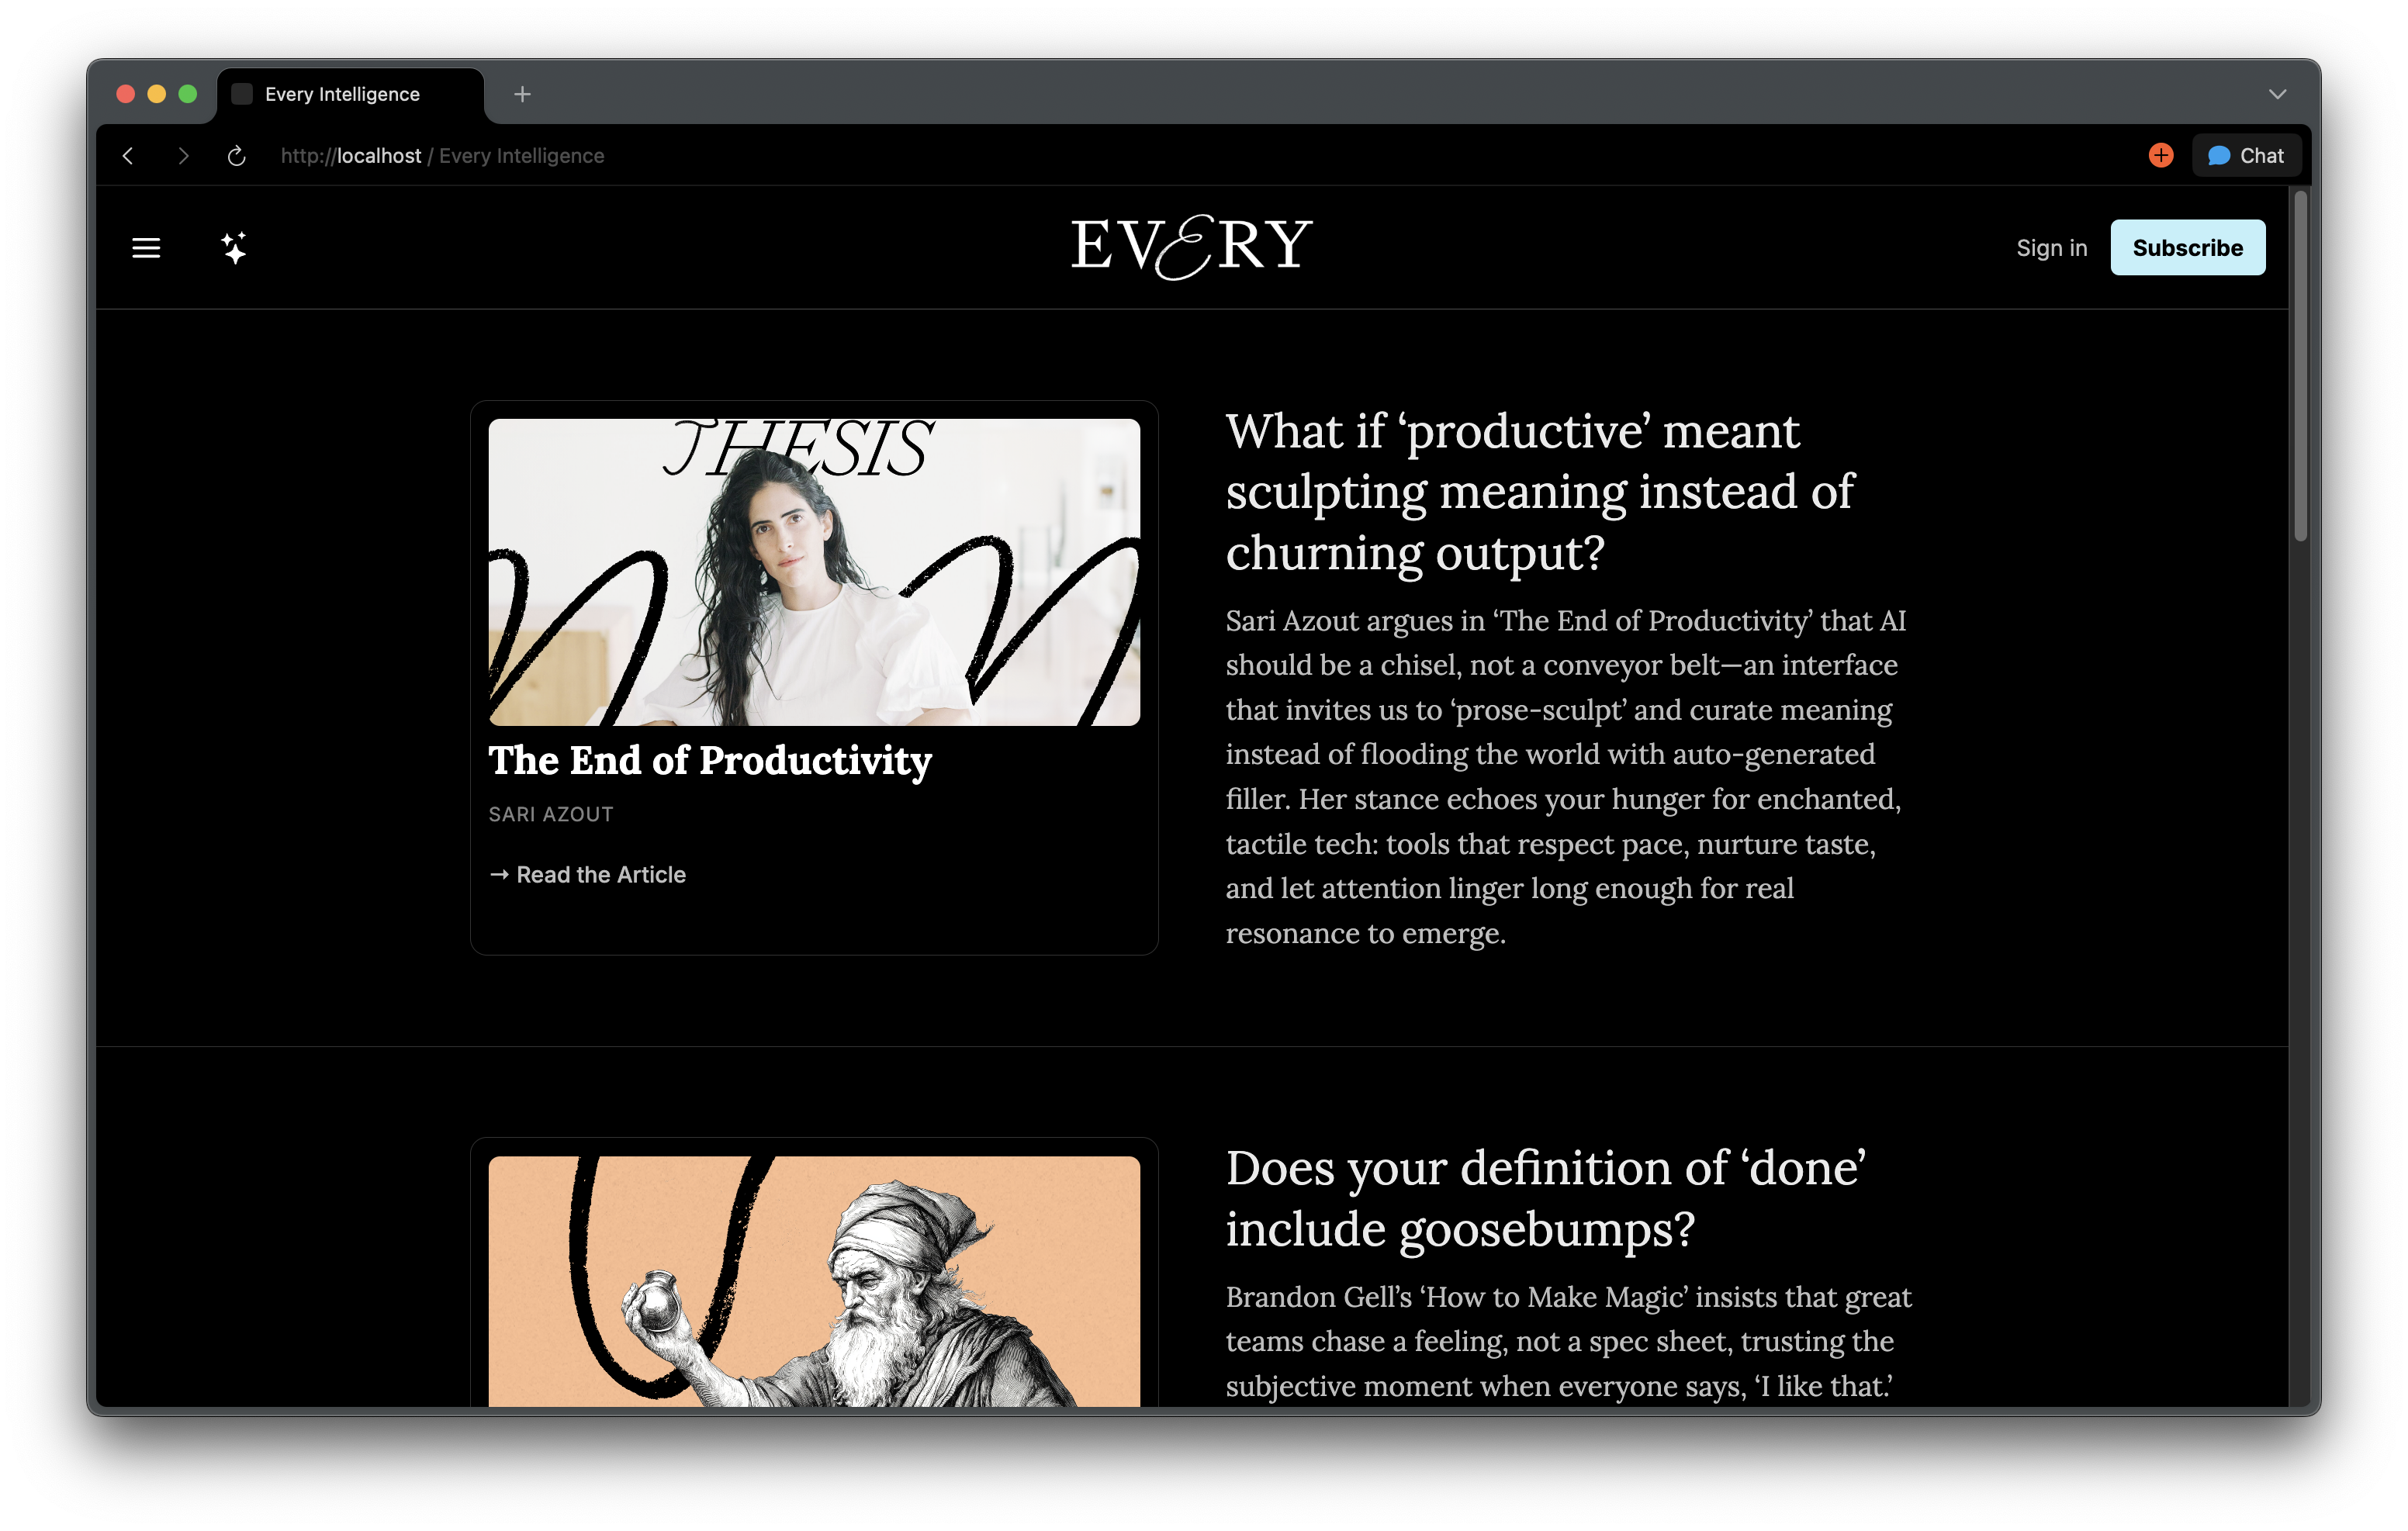 Every Intelligence
http://localhost / Every Intelligence
Chat
EVERY
Sign in
Subscribe
THESIS
The End of Productivity
SARI AZOUT
→ Read the Article
What if ‘productive’ meant
sculpting meaning instead of
churning output?
Sari Azout argues in ‘The End of Productivity’ that AI
should be a chisel, not a conveyor belt—an interface
that invites us to ‘prose-sculpt’ and curate meaning
instead of flooding the world with auto-generated
filler. Her stance echoes your hunger for enchanted,
tactile tech: tools that respect pace, nurture taste,
and let attention linger long enough for real
resonance to emerge.
Does your definition of ‘done’
include goosebumps?
Brandon Gell’s ‘How to Make Magic’ insists that great
teams chase a feeling, not a spec sheet, trusting the
subjective moment when everyone says, ‘I like that.’